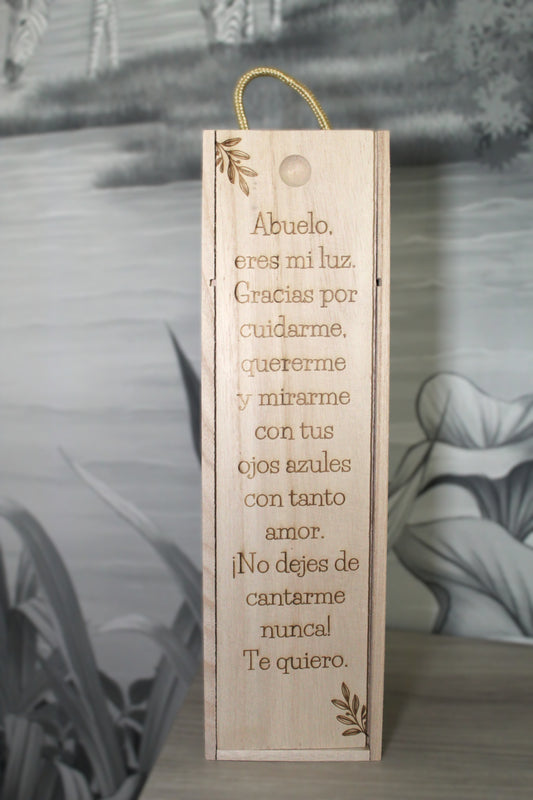 Abuelo,
eres mi luz.
Gracias por
cuidarme,
quererme
y mirarme
con tus
ojos azules
con tanto
amor.
¡No dejes de
cantarme
nunca!
Te quiero.